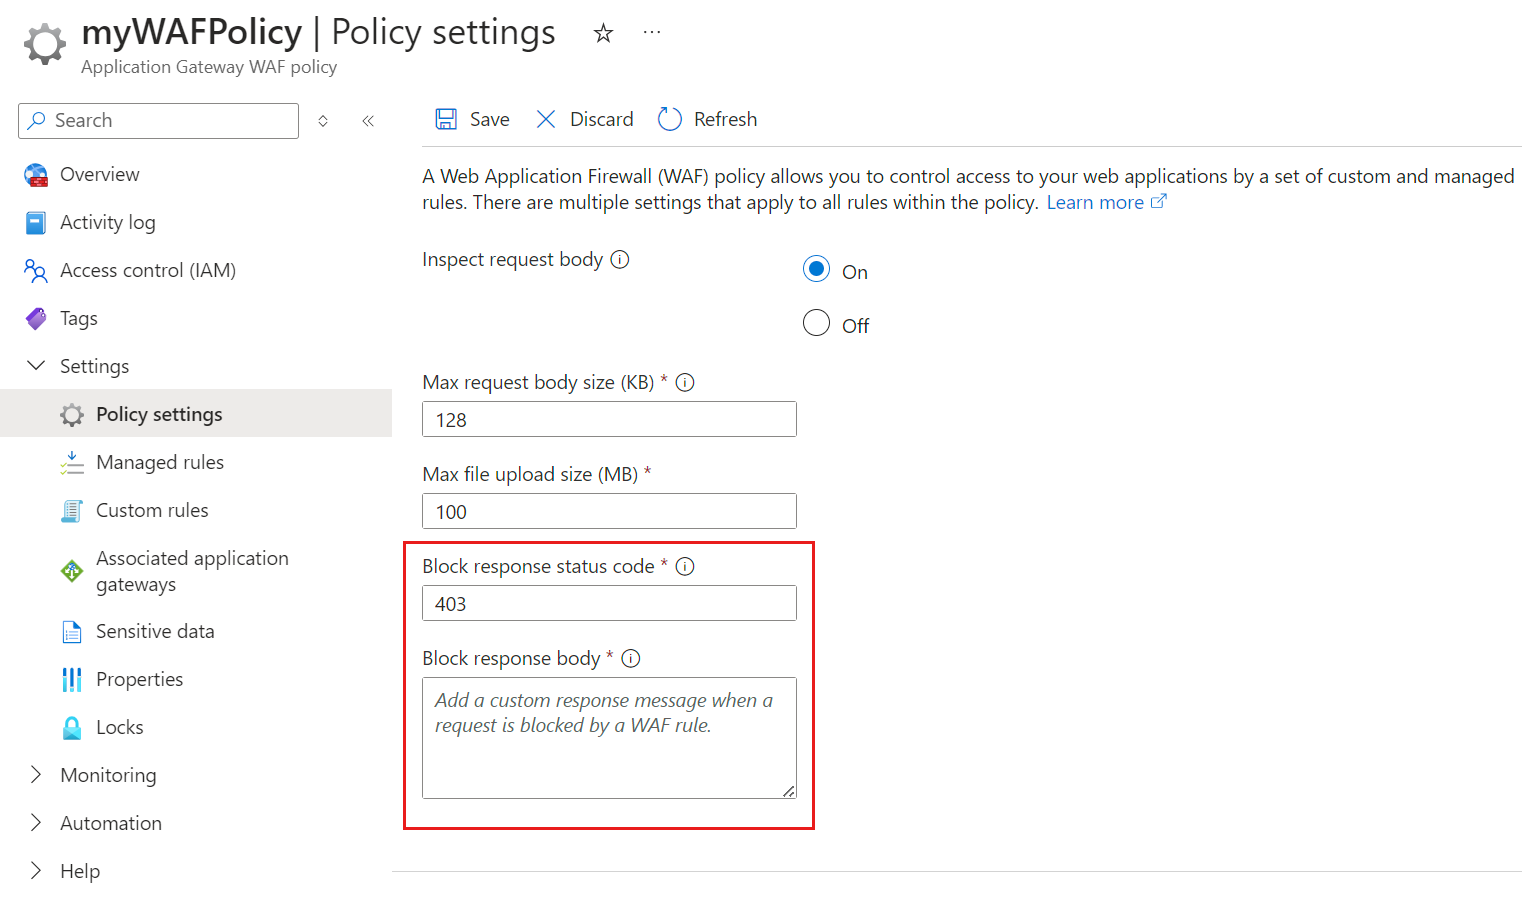 myWAFPolicy | Policy settings
Application Gateway WAF policy
Search
Overview
Activity log
Access control (IAM)
Tags
Settings
Policy settings
Managed rules
Custom rules
Associated application
gateways
Sensitive data
Properties
Locks
Monitoring
Automation
Help
Save Discard Refresh
A Web Application Firewall (WAF) policy allows you to control access to your web applications by a set of custom and managed
rules. There are multiple settings that apply to all rules within the policy. Learn more
Inspect request body
On
Off
Max request body size (KB) *
128
Max file upload size (MB) *
100
Block response status code *
403
Block response body *
Add a custom response message when a
request is blocked by a WAF rule.